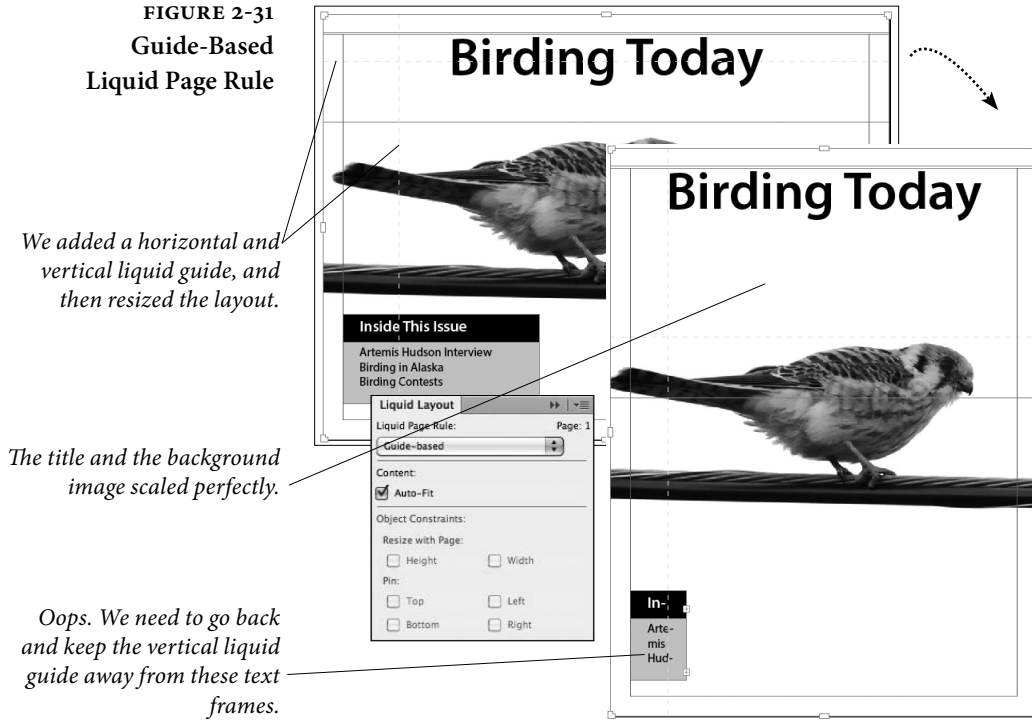 FIGURE 2-31
Guide-Based
Liquid Page Rule
Birding Today
We added a horizontal and
vertical liquid guide, and
then resized the layout.
Inside This Issue
Artemis Hudson Interview
Birding in Alaska
Birding Contests
Birding Today
Liquid Layout
Liquid Page Rule: Page: 1
Guide-based
Content:
Auto-Fit
Object Constraints:
Resize with Page:
Height Width
Pin:
Top Left
Bottom Right
The title and the background
image scaled perfectly.
Oops. We need to go back
and keep the vertical liquid
guide away from these text
frames.
In-
Arte-
mis
Hud-